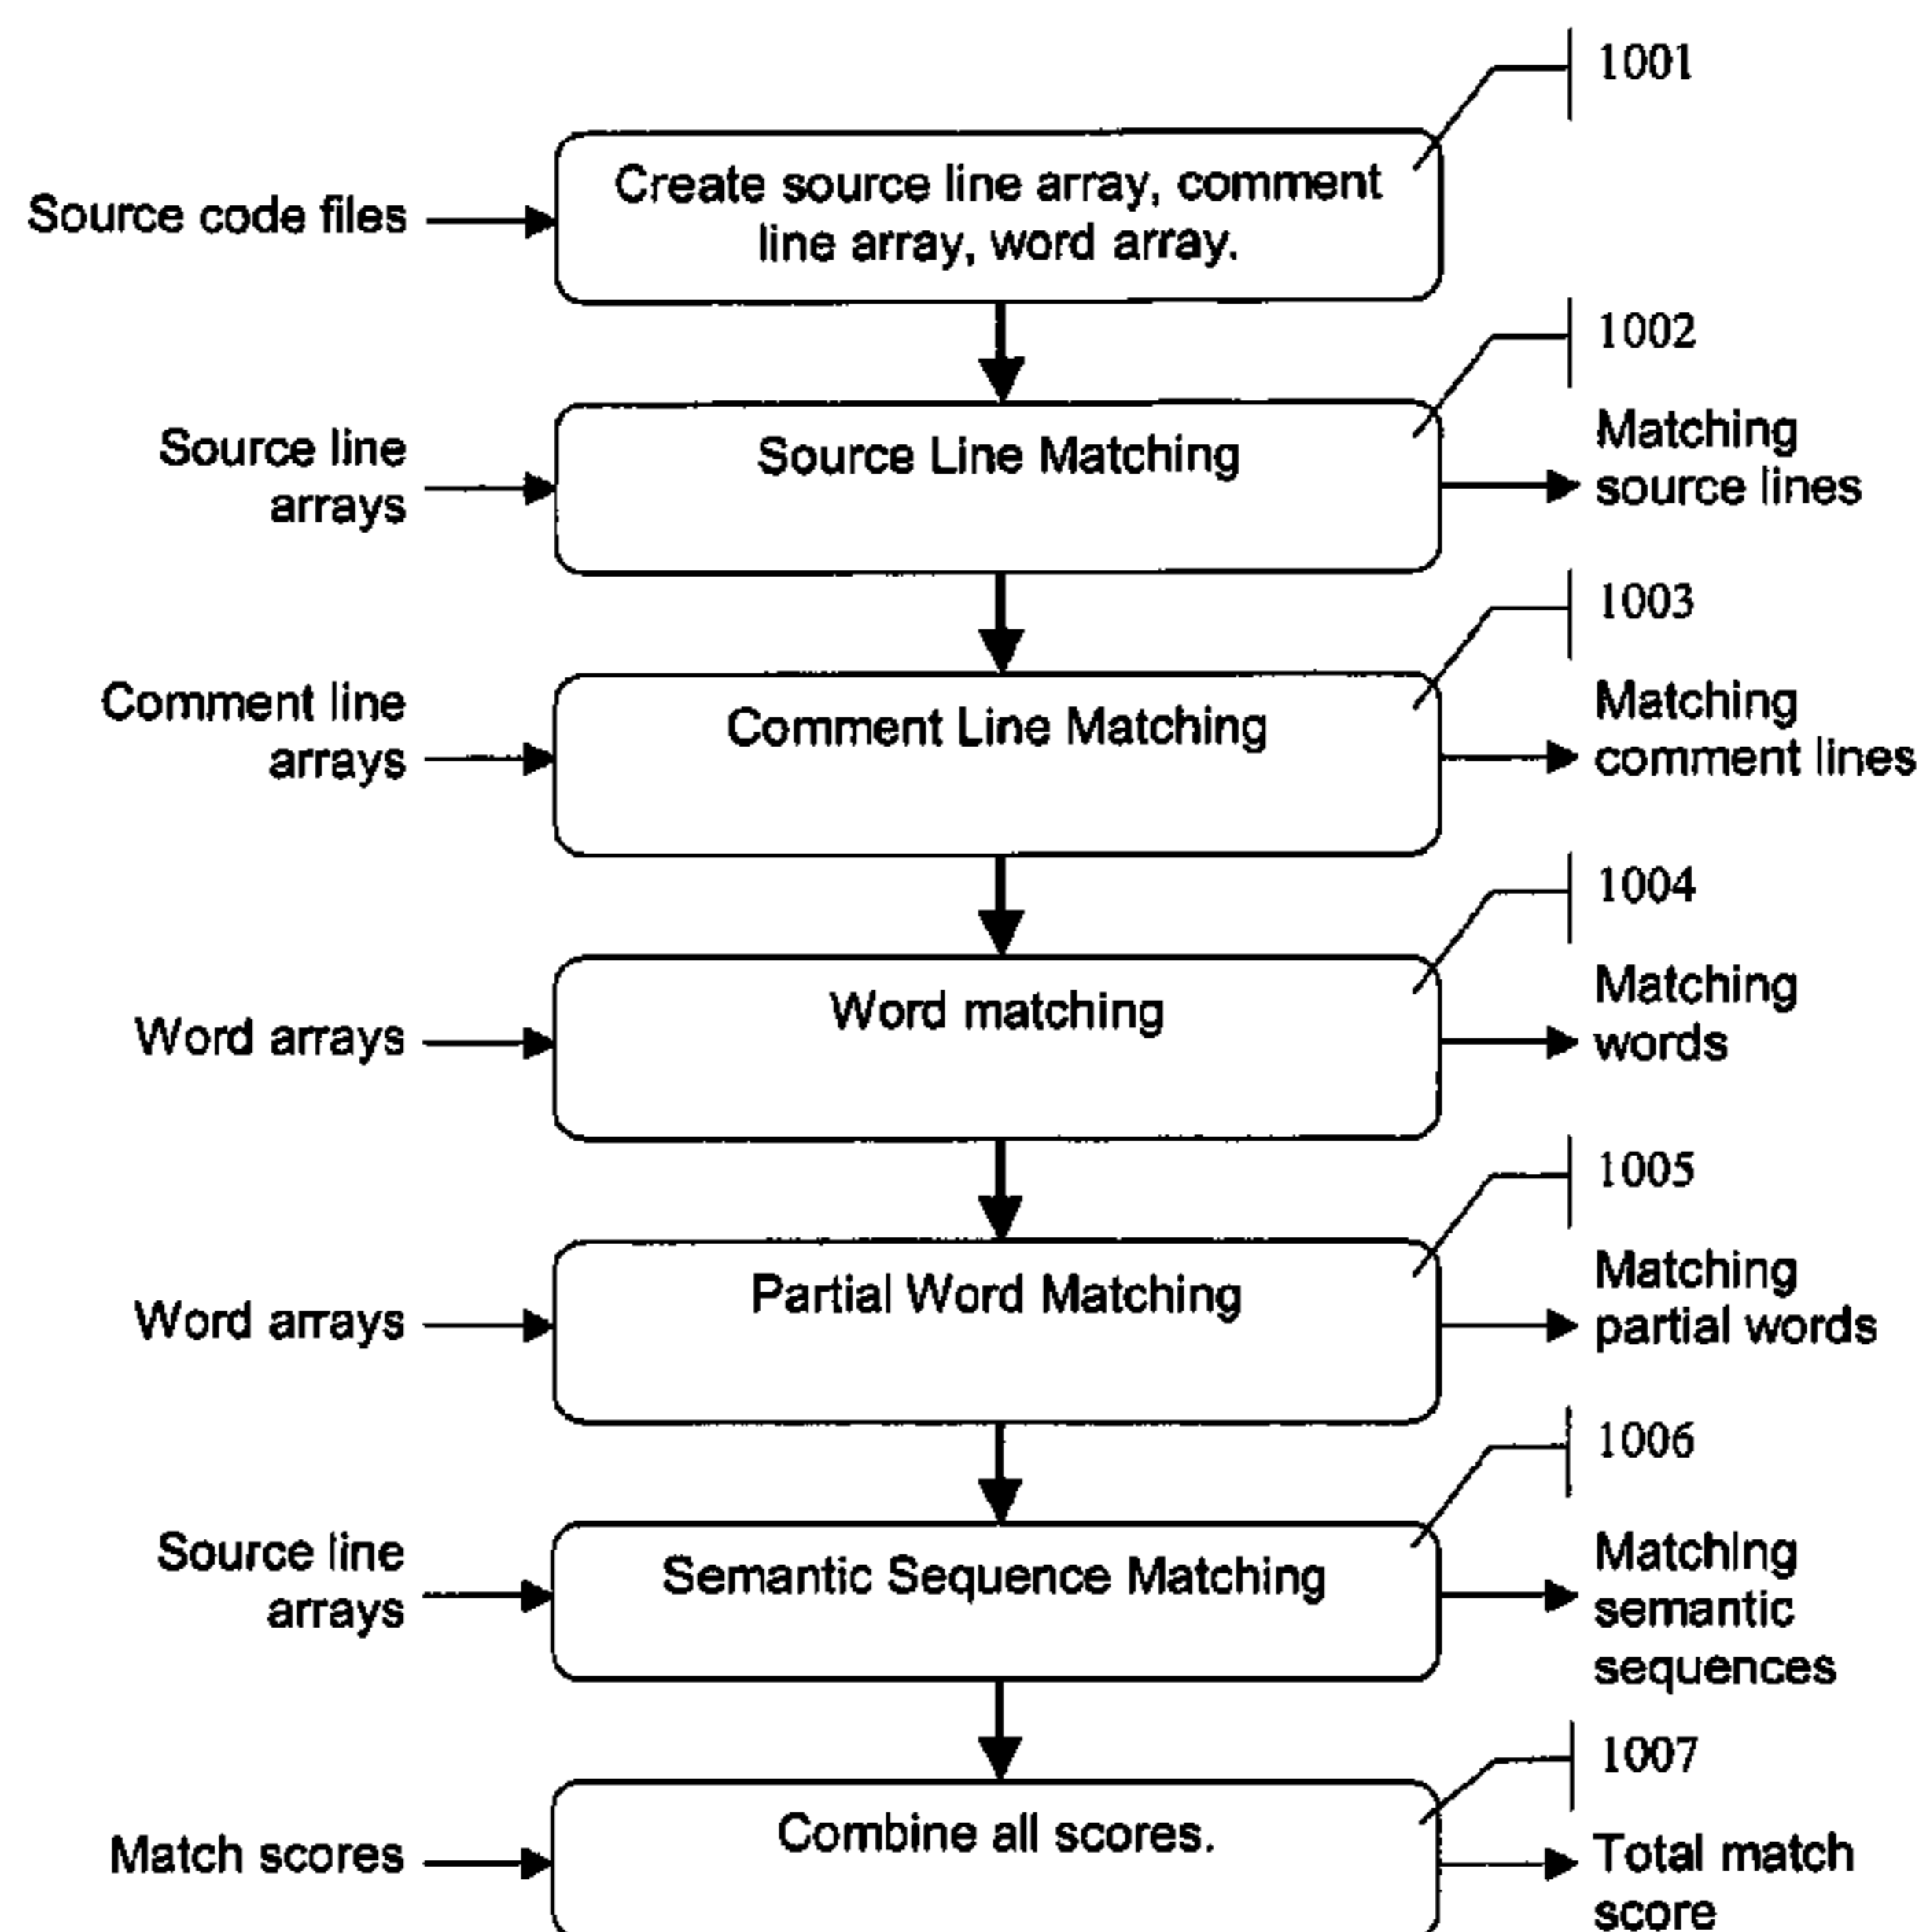 1001
Source code files
Create source line array, comment
line array, word array.
1002
Source line
arrays
Source Line Matching
Matching
source lines
1003
Comment line
arrays
Comment Line Matching
Matching
comment lines
1004
Word arrays
Word matching
Matching
words
1005
Word arrays
Partial Word Matching
Matching
partial words
1006
Source line
arrays
Semantic Sequence Matching
Matching
semantic
sequences
1007
Match scores
Combine all scores.
Total match
score